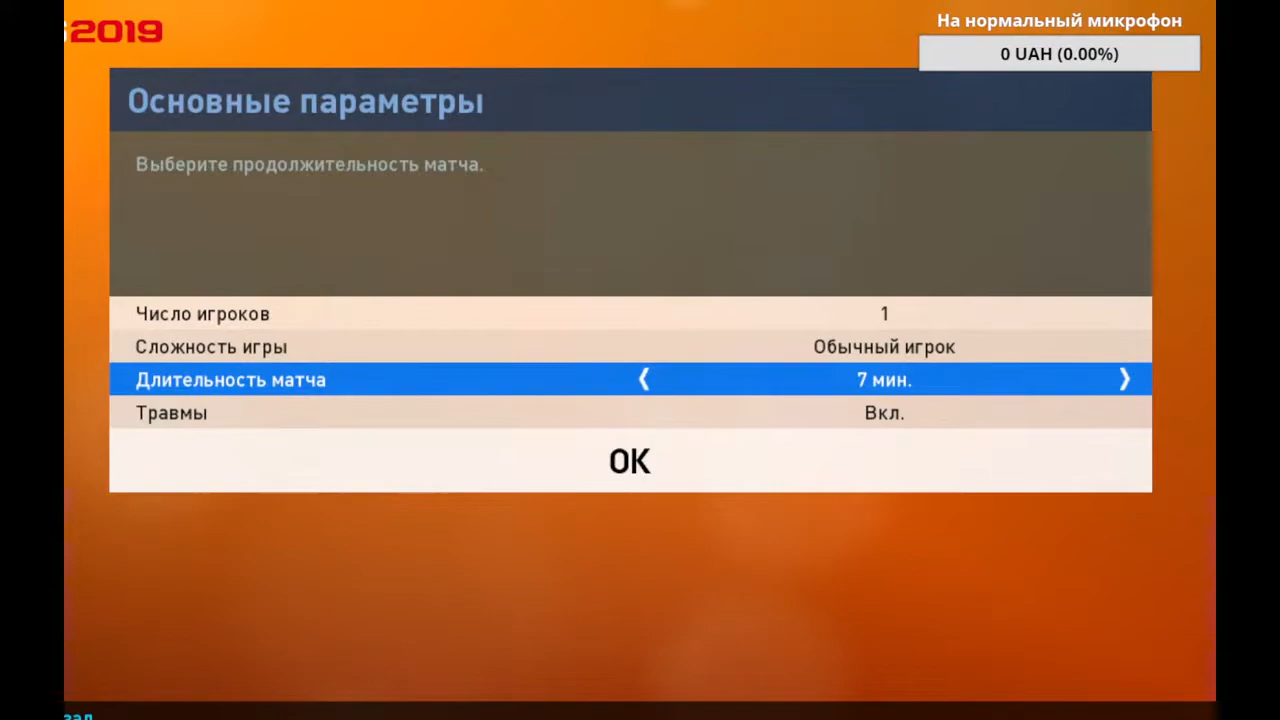 2019
На нормальный микрофон
0 UAH (0.00%)
Основные параметры
Выберите продолжительность матча.
Число игроков 1
Сложность игры Обычный игрок
Длительность матча 7 мин.
Травмы Вкл.
OK